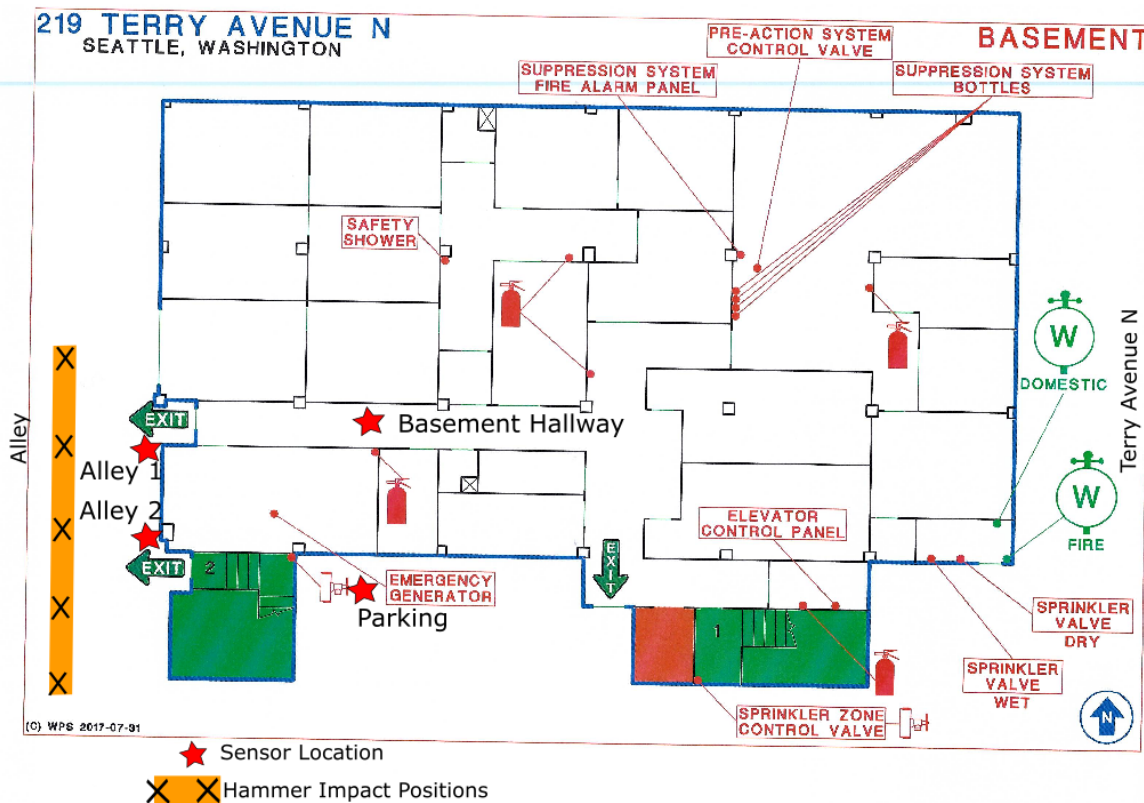 219 TERRY AVENUE N
SEATTLE, WASHINGTON
BASEMENT
PRE-ACTION SYSTEM
CONTROL VALVE
SUPPRESSION SYSTEM
FIRE ALARM PANEL
SUPPRESSION SYSTEM
BOTTLES
SAFETY
SHOWER
W
DOMESTIC
Terry Avenue N
Alley
EXIT
Basement Hallway
Alley 1
Alley 2
W
FIRE
ELEVATOR
CONTROL PANEL
EXIT
2
EXIT
EMERGENCY
GENERATOR
Parking
1
SPRINKLER
VALVE
DRY
SPRINKLER
VALVE
WET
SPRINKLER ZONE
CONTROL VALVE
N
(C) WPS 2017-07-31
Sensor Location
Hammer Impact Positions